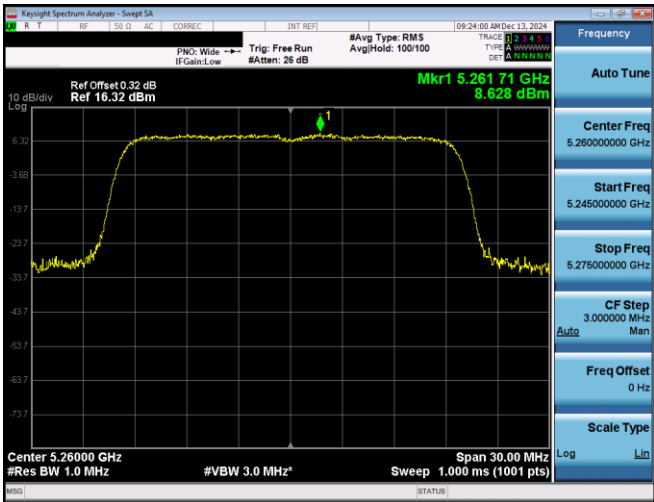 Keysight Spectrum Analyzer - Swept SA
R T RF 50 Ω AC CORREC INT REF 09:24:00 AM Dec 13, 2024
#Avg Type: RMS TRACE 1 2 3 4 5 6
PNO: Wide Trig: Free Run Avg|Hold: 100/100 TYPE A WWWWW
IFGain:Low #Atten: 26 dB DET A N N N N N
Mkr1 5.261 71 GHz
8.628 dBm
Ref Offset 0.32 dB
10 dB/div Ref 16.32 dBm
Log
1
6.32
-3.68
-13.7
-23.7
-33.7
-43.7
-53.7
-63.7
-73.7
Center 5.26000 GHz Span 30.00 MHz
#Res BW 1.0 MHz #VBW 3.0 MHz* Sweep 1.000 ms (1001 pts)
MSG STATUS
Frequency
Auto Tune
Center Freq
5.260000000 GHz
Start Freq
5.245000000 GHz
Stop Freq
5.275000000 GHz
CF Step
3.000000 MHz
Auto Man
Freq Offset
0 Hz
Scale Type
Log Lin